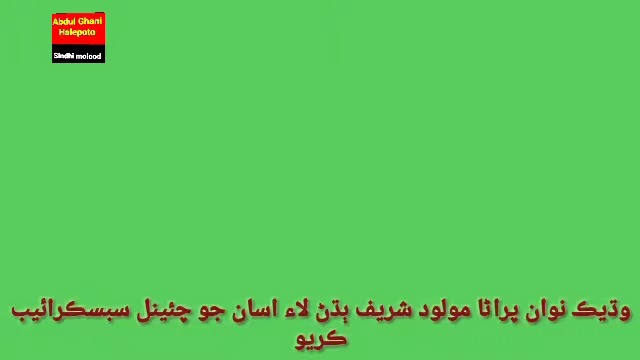 Abdul Ghani
Halepoto
Sindhi molood
وڌيڪ نوان پراڻا مولود شريف ٻڌڻ لاء اسان جو چئينل سبسڪرائيب
ڪريو